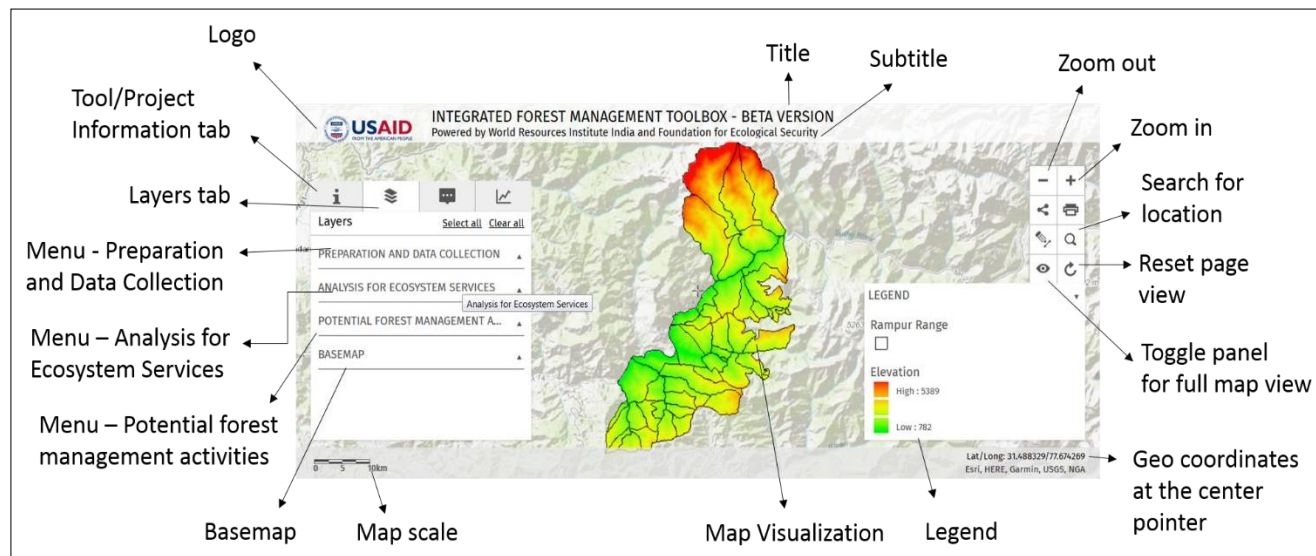 Logo
Title
Subtitle
Zoom out
Tool/Project
Information tab
Zoom in
USAID
FROM THE AMERICAN PEOPLE
INTEGRATED FOREST MANAGEMENT TOOLBOX - BETA VERSION
Powered by World Resources Institute India and Foundation for Ecological Security
Search for
location
Layers tab
Layers
Select all
Clear all
Menu - Preparation
and Data Collection
PREPARATION AND DATA COLLECTION
Reset page
view
ANALYSIS FOR ECOSYSTEM SERVICES
Analysis for Ecosystem Services
LEGEND
Menu – Analysis for
Ecosystem Services
POTENTIAL FOREST MANAGEMENT A...
Rampur Range
BASEMAP
Toggle panel
for full map view
Elevation
High : 5389
Low : 782
Menu – Potential forest
management activities
Geo coordinates
at the center
pointer
Lat/Long: 31.488329/77.674269
Esri, HERE, Garmin, USGS, NGA
0 5 10km
Basemap
Map scale
Map Visualization
Legend